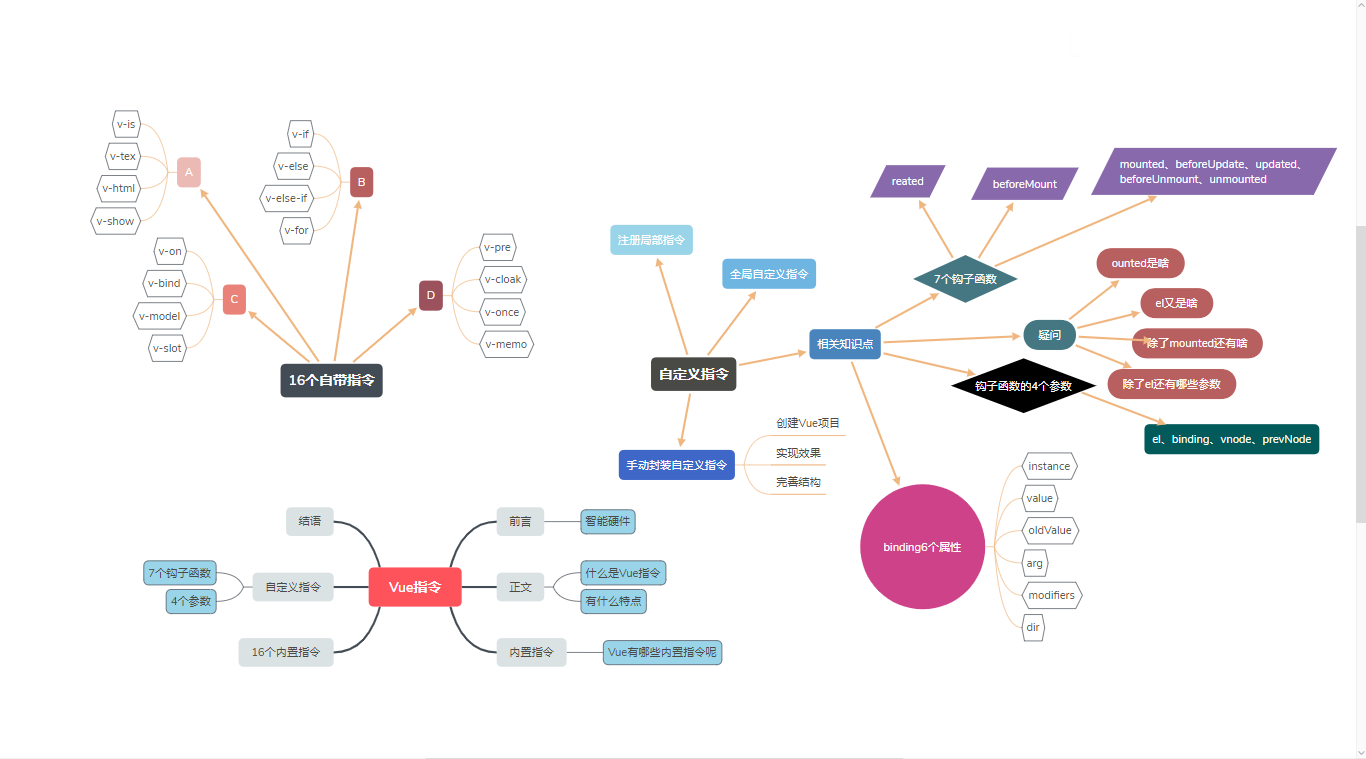 v-is
v-tex
v-html
v-show
A
v-if
v-else
v-else-if
v-for
B
v-on
v-bind
v-model
v-slot
C
v-pre
v-cloak
v-once
v-memo
D
16个自带指令
注册局部指令
全局自定义指令
自定义指令
相关知识点
手动封装自定义指令
创建Vue项目
实现效果
完善结构
reated
beforeMount
mounted、beforeUpdate、updated、
beforeUnmount、unmounted
7个钩子函数
疑问
ounted是啥
el又是啥
除了mounted还有啥
除了el还有哪些参数
钩子函数的4个参数
el、binding、vnode、prevNode
binding6个属性
instance
value
oldValue
arg
modifiers
dir
Vue指令
结语
自定义指令
7个钩子函数
4个参数
16个内置指令
前言
智能硬件
正文
什么是Vue指令
有什么特点
内置指令
Vue有哪些内置指令呢